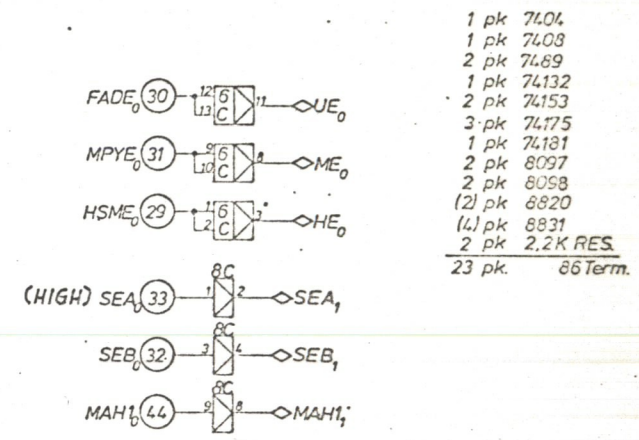 1 pk 7404
1 pk 7408
2 pk 7489
1 pk 74132
2 pk 74153
3 pk 74175
1 pk 74181
2 pk 8097
2 pk 8098
(2) pk 8820
(4) pk 8831
2 pk 2,2K RES.
23 pk. 86 Term.
FADE0 30 12 13 6 C 11 UE0
MPYE0 31 9 10 6 C 8 ME0
HSME0 29 1 2 6 C 3 HE0
8C
(HIGH) SEA0 33 1 2 SEA1
8C
SEB0 32 3 4 SEB1
8C
MAH10 44 9 8 MAH11